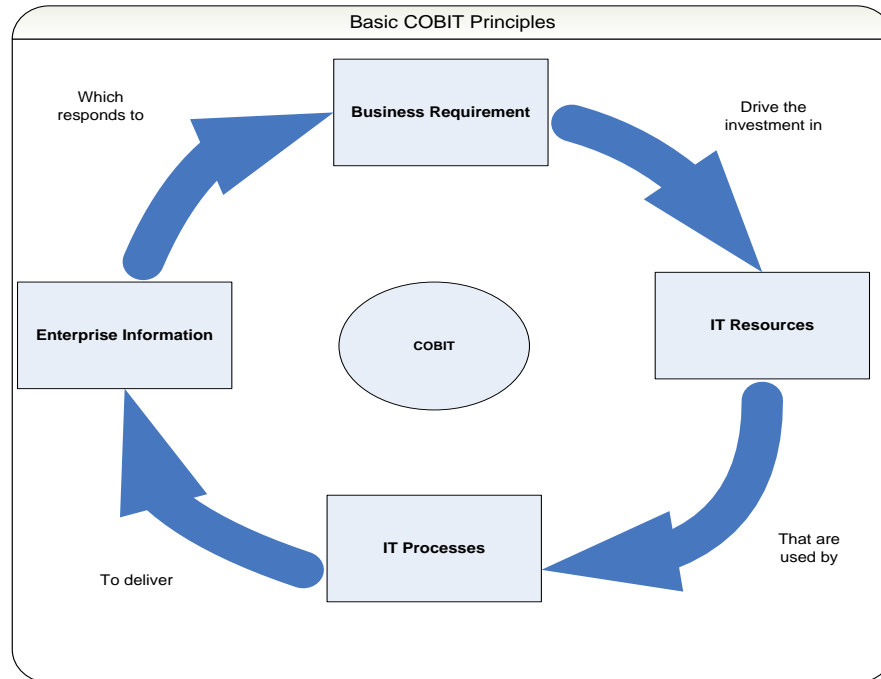 Basic COBIT Principles
Which
responds to
Business Requirement
Drive the
investment in
Enterprise Information
COBIT
IT Resources
IT Processes
That are
used by
To deliver